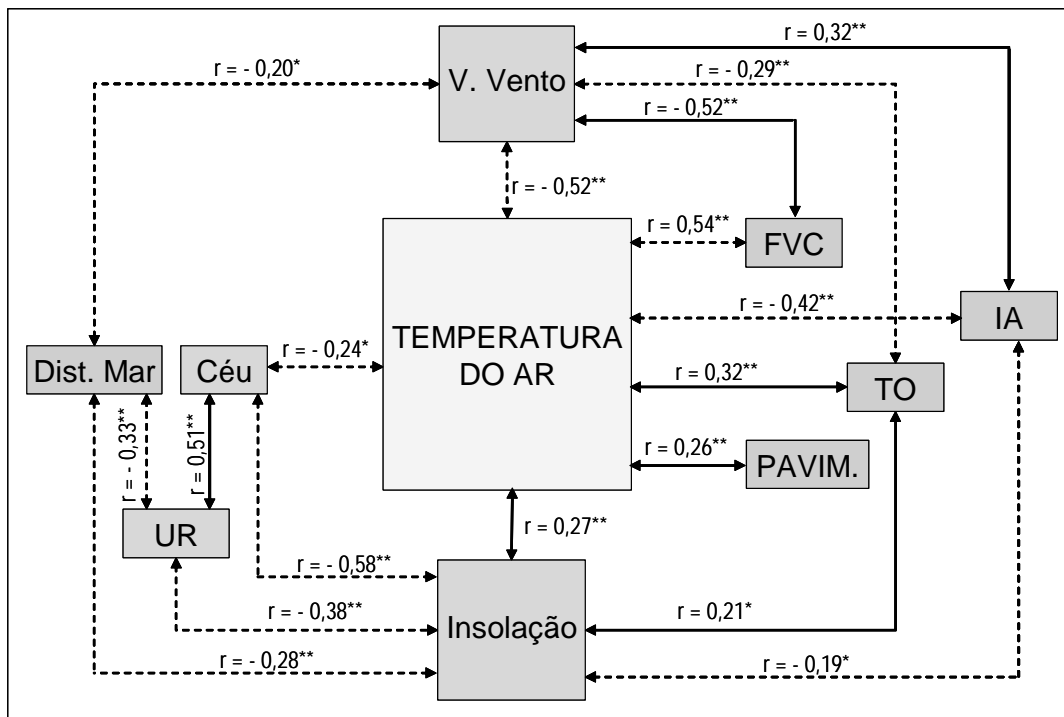 r = 0,32**
r = - 0,20*
V. Vento
r = - 0,29**
r = - 0,52**
r = - 0,52**
r = 0,54**
FVC
r = - 0,42**
IA
TEMPERATURA
DO AR
Dist. Mar
Céu
r = - 0,24*
r = 0,32**
TO
r = - 0,33**
r = 0,51**
r = 0,26**
PAVIM.
UR
r = 0,27**
r = - 0,58**
r = - 0,38**
Insolação
r = 0,21*
r = - 0,28**
r = - 0,19*